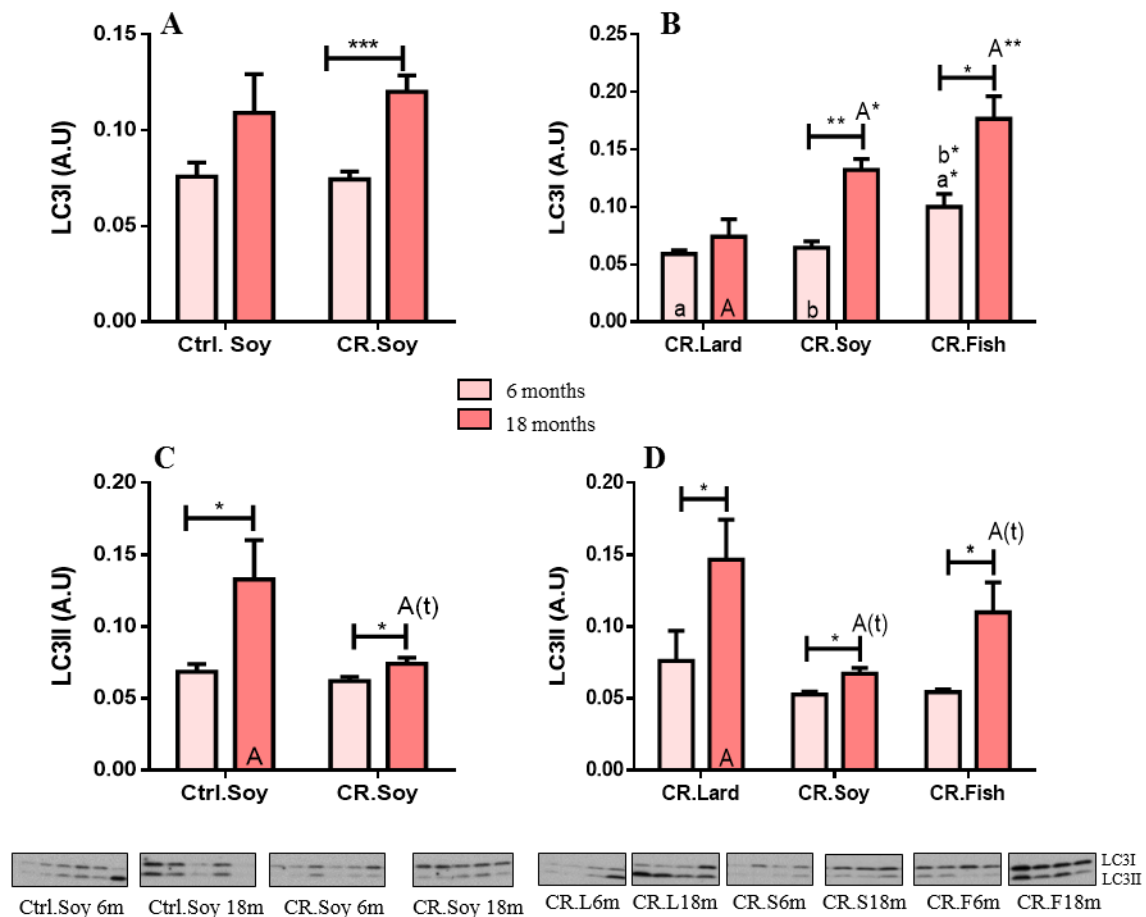 A
LC3I (A.U)
0.15
0.10
0.05
0.00
***
Ctrl. Soy
CR.Soy
B
LC3I (A.U)
0.25
0.20
0.15
0.10
0.05
0.00
a
A
b
**
A*
b*
a*
*
A**
CR.Lard
CR.Soy
CR.Fish
6 months
18 months
C
LC3II (A.U)
0.20
0.15
0.10
0.05
0.00
*
A
*
A(t)
Ctrl.Soy
CR.Soy
D
LC3II (A.U)
0.20
0.15
0.10
0.05
0.00
*
A
*
A(t)
*
A(t)
CR.Lard
CR.Soy
CR.Fish
LC3I
LC3II
Ctrl.Soy 6m
Ctrl.Soy 18m
CR.Soy 6m
CR.Soy 18m
CR.L6m
CR.L18m
CR.S6m
CR.S18m
CR.F6m
CR.F18m